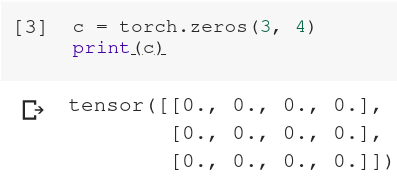 [3] c = torch.zeros(3, 4)
print(c)
tensor([[0., 0., 0., 0.],
[0., 0., 0., 0.],
[0., 0., 0., 0.]])